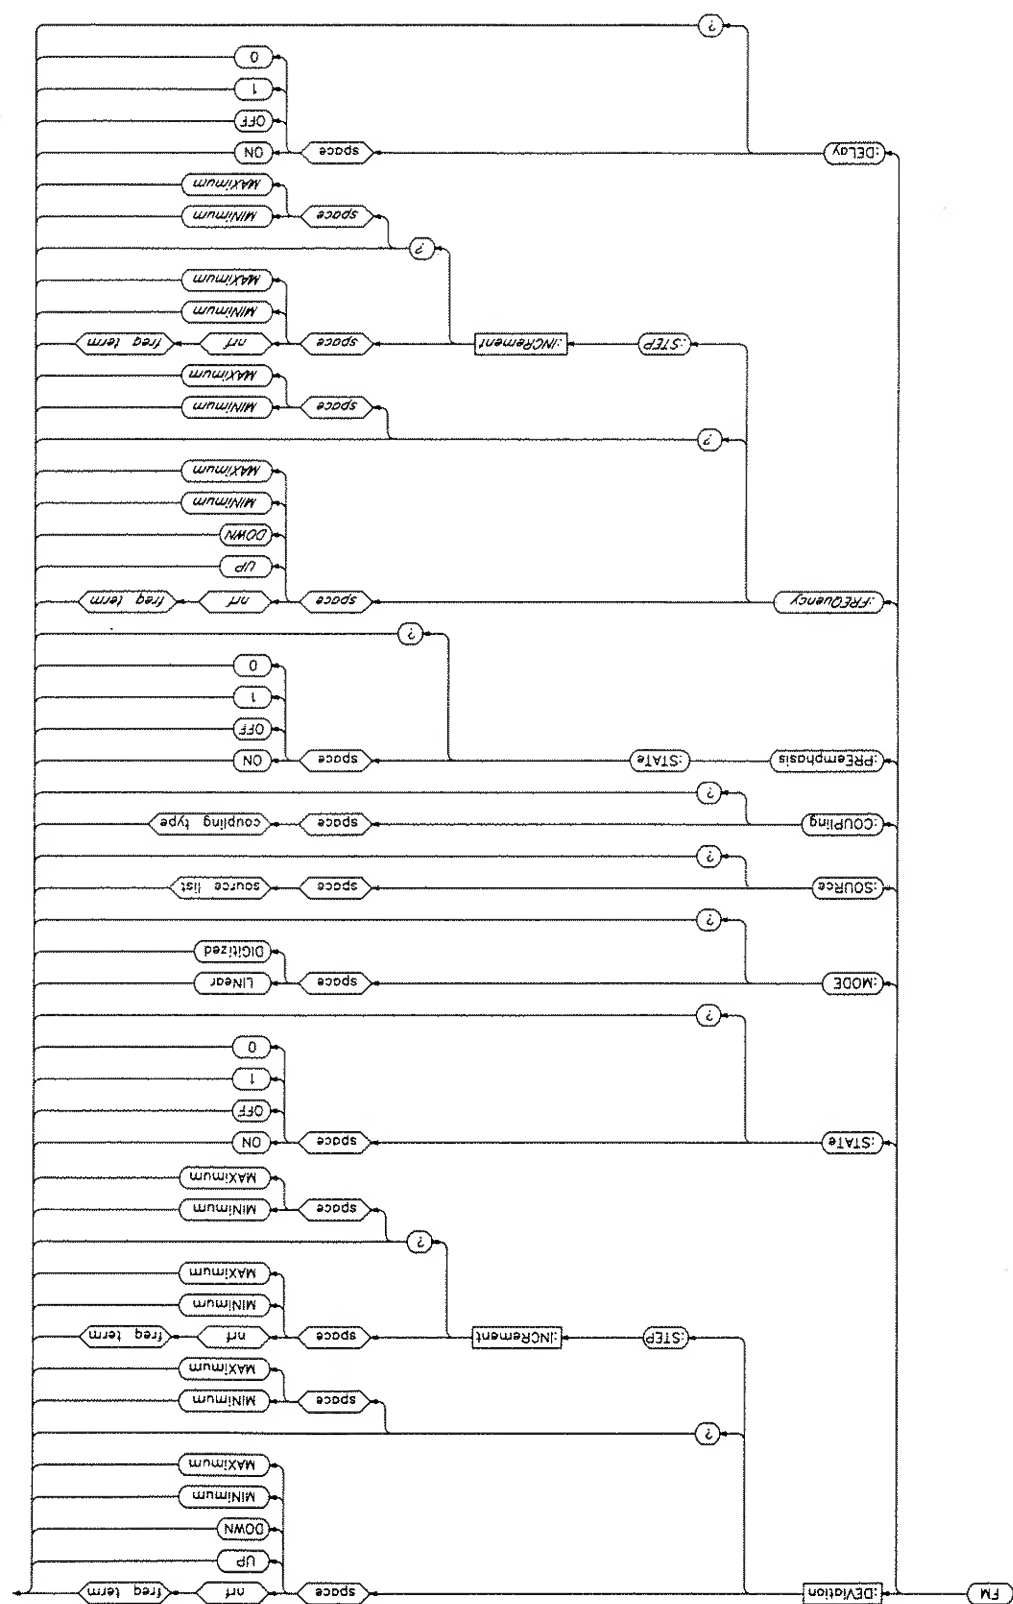 FM :DEViation space nrf freq term
UP
DOWN
MINimum
MAXimum
?
space MINimum
MAXimum
:STEP :INCRement space nrf freq term
MINimum
MAXimum
?
space MINimum
MAXimum
:STATe space ON
OFF
1
0
?
:MODE space LINear
DIGitized
?
:SOURce space source list
?
:COUPling space coupling type
?
:PREemphasis :STATe space ON
OFF
1
0
?
:FREQuency space nrf freq term
UP
DOWN
MINimum
MAXimum
?
space MINimum
MAXimum
:STEP :INCRement space nrf freq term
MINimum
MAXimum
?
space MINimum
MAXimum
:DELay space ON
OFF
1
0
?